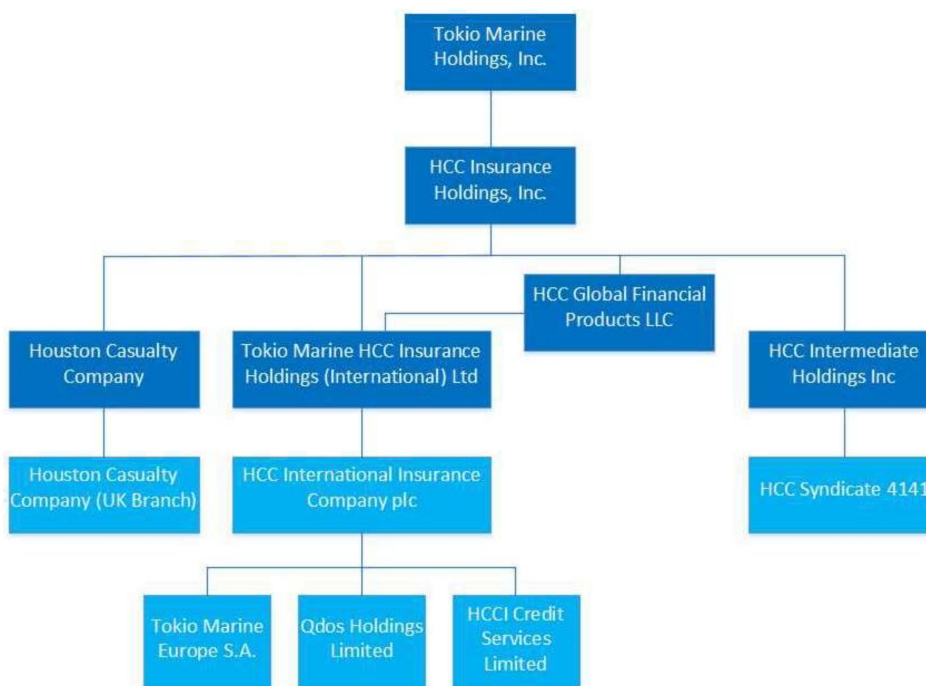 Tokio Marine
Holdings, Inc.
HCC Insurance
Holdings, Inc.
HCC Global Financial
Products LLC
Houston Casualty
Company
Tokio Marine HCC Insurance
Holdings (International) Ltd
HCC Intermediate
Holdings Inc
Houston Casualty
Company (UK Branch)
HCC International Insurance
Company plc
HCC Syndicate 4141
Tokio Marine
Europe S.A.
Qdos Holdings
Limited
HCCI Credit
Services
Limited